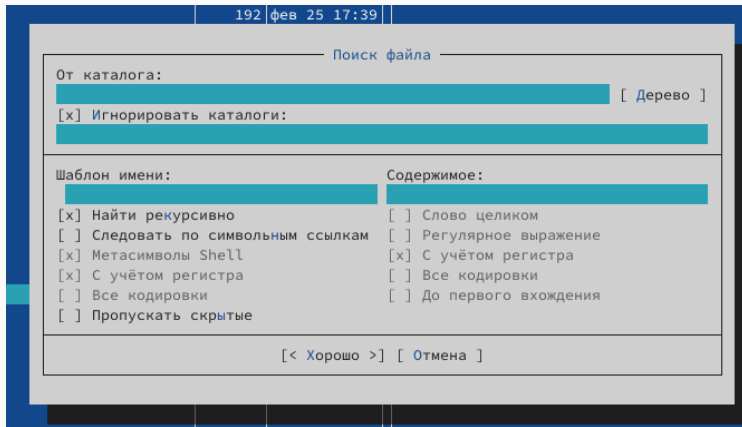 192 фев 25 17:39
Поиск файла
От каталога:
[ Дерево ]
[x] Игнорировать каталоги:
Шаблон имени: Содержимое:
[x] Найти рекурсивно [ ] Слово целиком
[ ] Следовать по символьным ссылкам [ ] Регулярное выражение
[x] Метасимволы Shell [x] С учётом регистра
[x] С учётом регистра [ ] Все кодировки
[ ] Все кодировки [ ] До первого вхождения
[ ] Пропускать скрытые
[< Хорошо >] [ Отмена ]